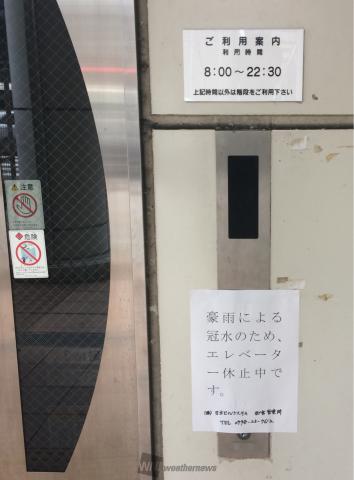 ご利用案内
利用時間
8:00～22:30
上記時間以外は階段をご利用下さい
注意
危険
豪雨による
冠水のため、
エレベータ
ー休止中で
す。
TEL
weathernews